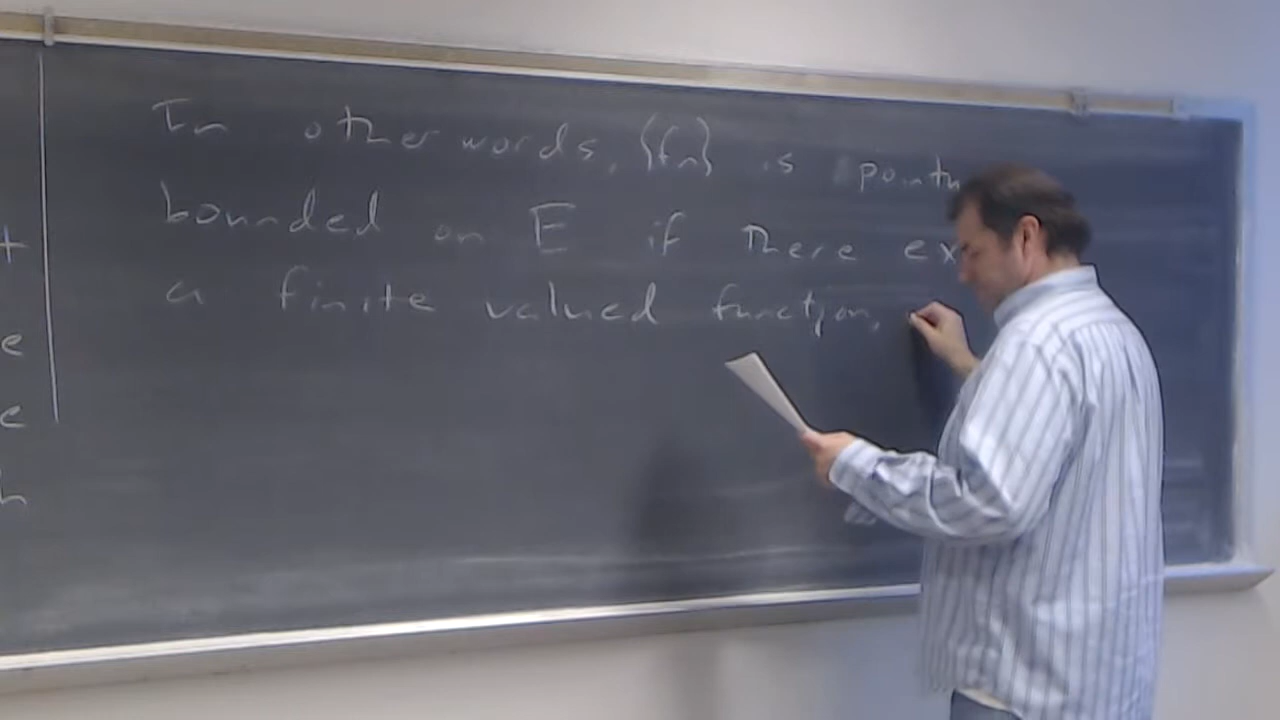 In other words, {fn} is pointw
bounded on E if there ex
a finite valued function,
+
e
e
h